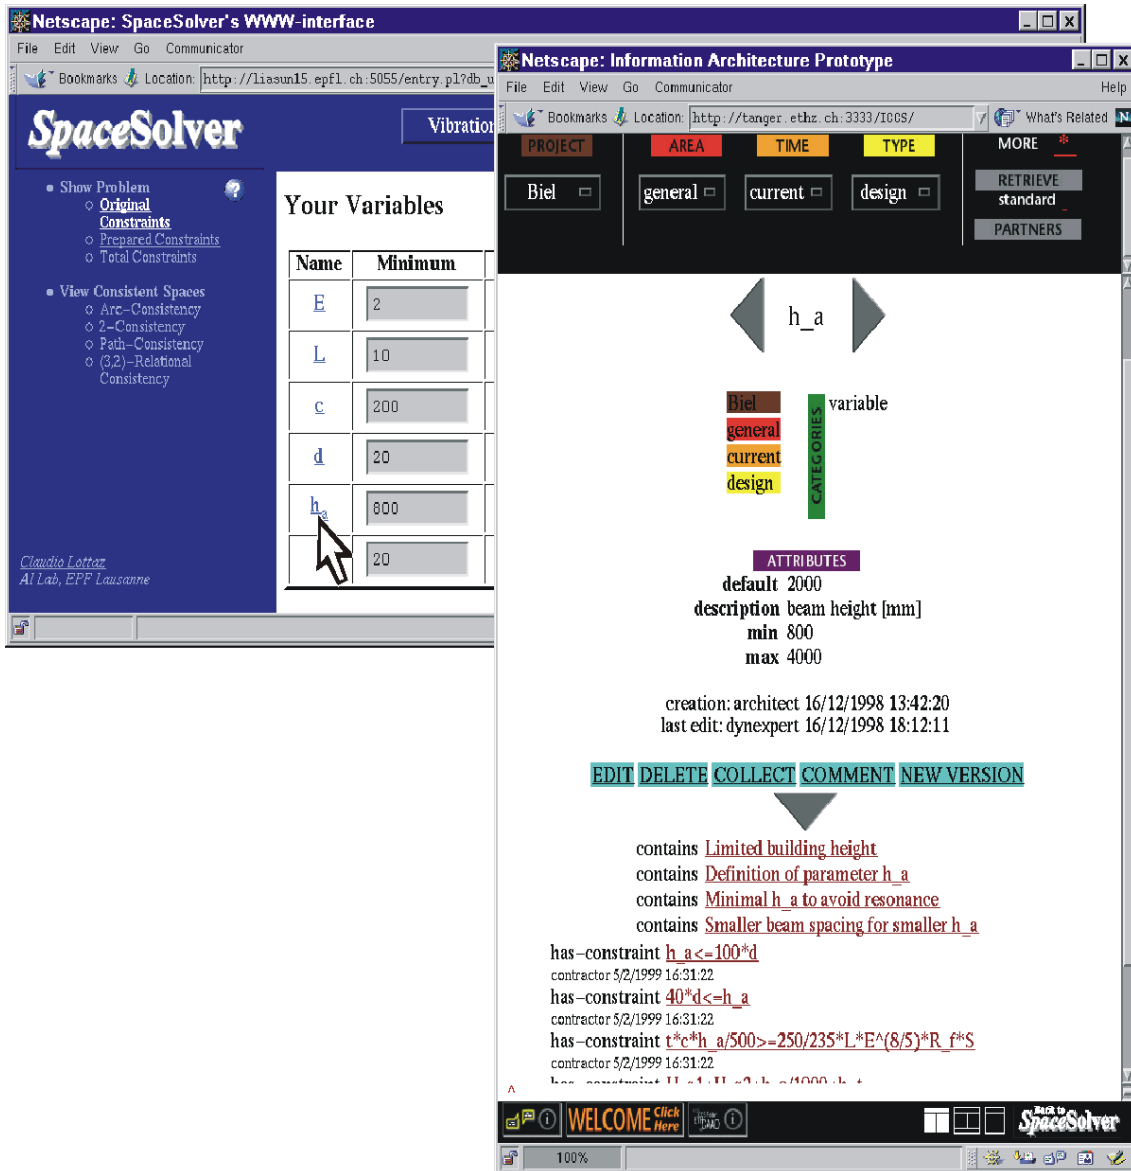 Netscape: SpaceSolver's WWW-interface
File Edit View Go Communicator
Bookmarks Location: http://liasun15.epfl.ch:5055/entry.pl?db_u
SpaceSolver
Vibration
Show Problem
Original
Constraints
Prepared Constraints
Total Constraints
View Consistent Spaces
Arc-Consistency
2-Consistency
Path-Consistency
(3,2)-Relational
Consistency
Claudio Lottaz
AI Lab, EPF Lausanne
Your Variables
Name Minimum
E 2
L 10
c 200
d 20
h_a 800
20
Netscape: Information Architecture Prototype
File Edit View Go Communicator Help
Bookmarks Location: http://tanger.ethz.ch:3333/ICCS/ What's Related N
PROJECT AREA TIME TYPE MORE *
Biel general current design
RETRIEVE
standard
PARTNERS
h_a
Biel
general
current
design
CATEGORIES
variable
ATTRIBUTES
default 2000
description beam height [mm]
min 800
max 4000
creation: architect 16/12/1998 13:42:20
last edit: dynexpert 16/12/1998 18:12:11
EDIT DELETE COLLECT COMMENT NEW VERSION
contains Limited building height
contains Definition of parameter h_a
contains Minimal h_a to avoid resonance
contains Smaller beam spacing for smaller h_a
has-constraint h_a<=100*d
contractor 5/2/1999 16:31:22
has-constraint 40*d<=h_a
contractor 5/2/1999 16:31:22
has-constraint t*c*h_a/500>=250/235*L*E^(8/5)*R_f*S
contractor 5/2/1999 16:31:22
^
WELCOME Click Here
Back to
SpaceSolver
100%